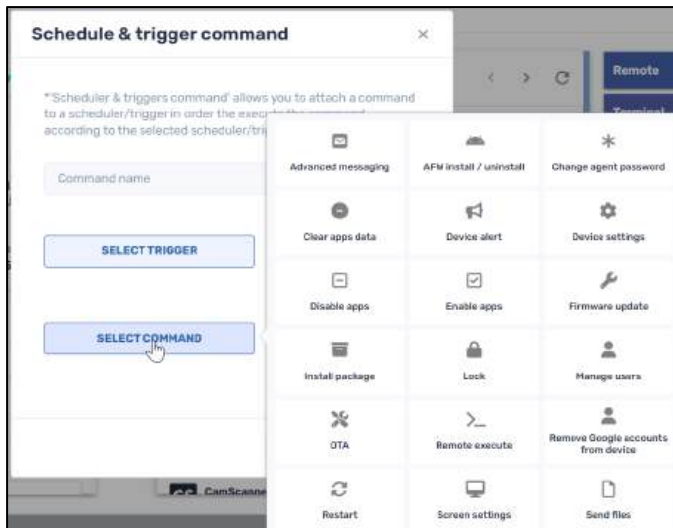 Schedule & trigger command
Remote
*'Scheduler & triggers command' allows you to attach a command
Terminal
to a scheduler/trigger in order the execute the command
according to the selected scheduler/tri
Command name
SELECT TRIGGER
SELECT COMMAND
Advanced messaging
AFW install / uninstall
Change agent password
Clear apps data
Device alert
Device settings
Disable apps
Enable apps
Firmware update
Install package
Lock
Manage users
OTA
Remote execute
Remove Google accounts
from device
Restart
Screen settings
Send files
CamScanne